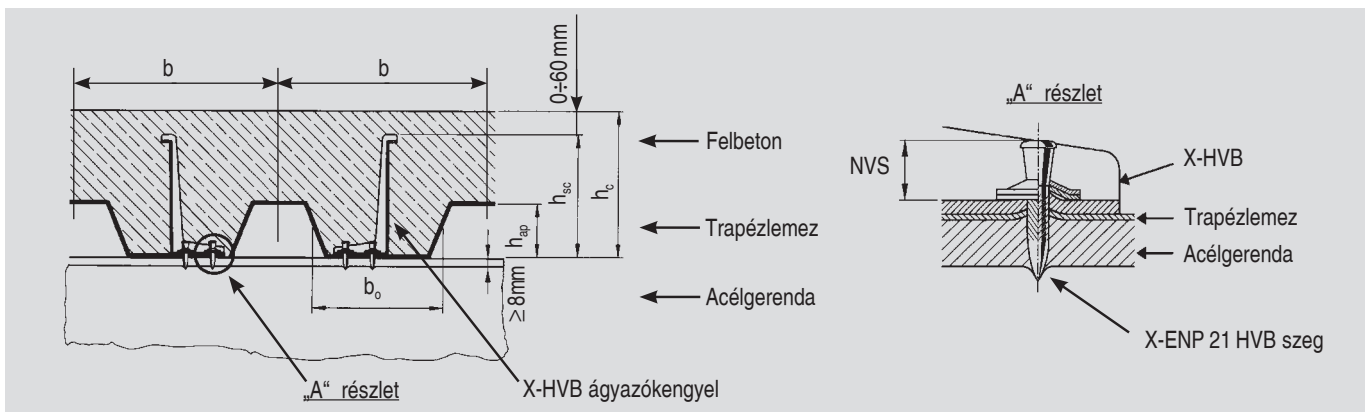 b
b
0÷60 mm
Felbeton
h_sc
h_c
Trapézlemez
h_ap
b_o
≥ 8mm
Acélgerenda
„A“ részlet
X-HVB ágyazókengyel
„A“ részlet
NVS
X-HVB
Trapézlemez
Acélgerenda
X-ENP 21 HVB szeg